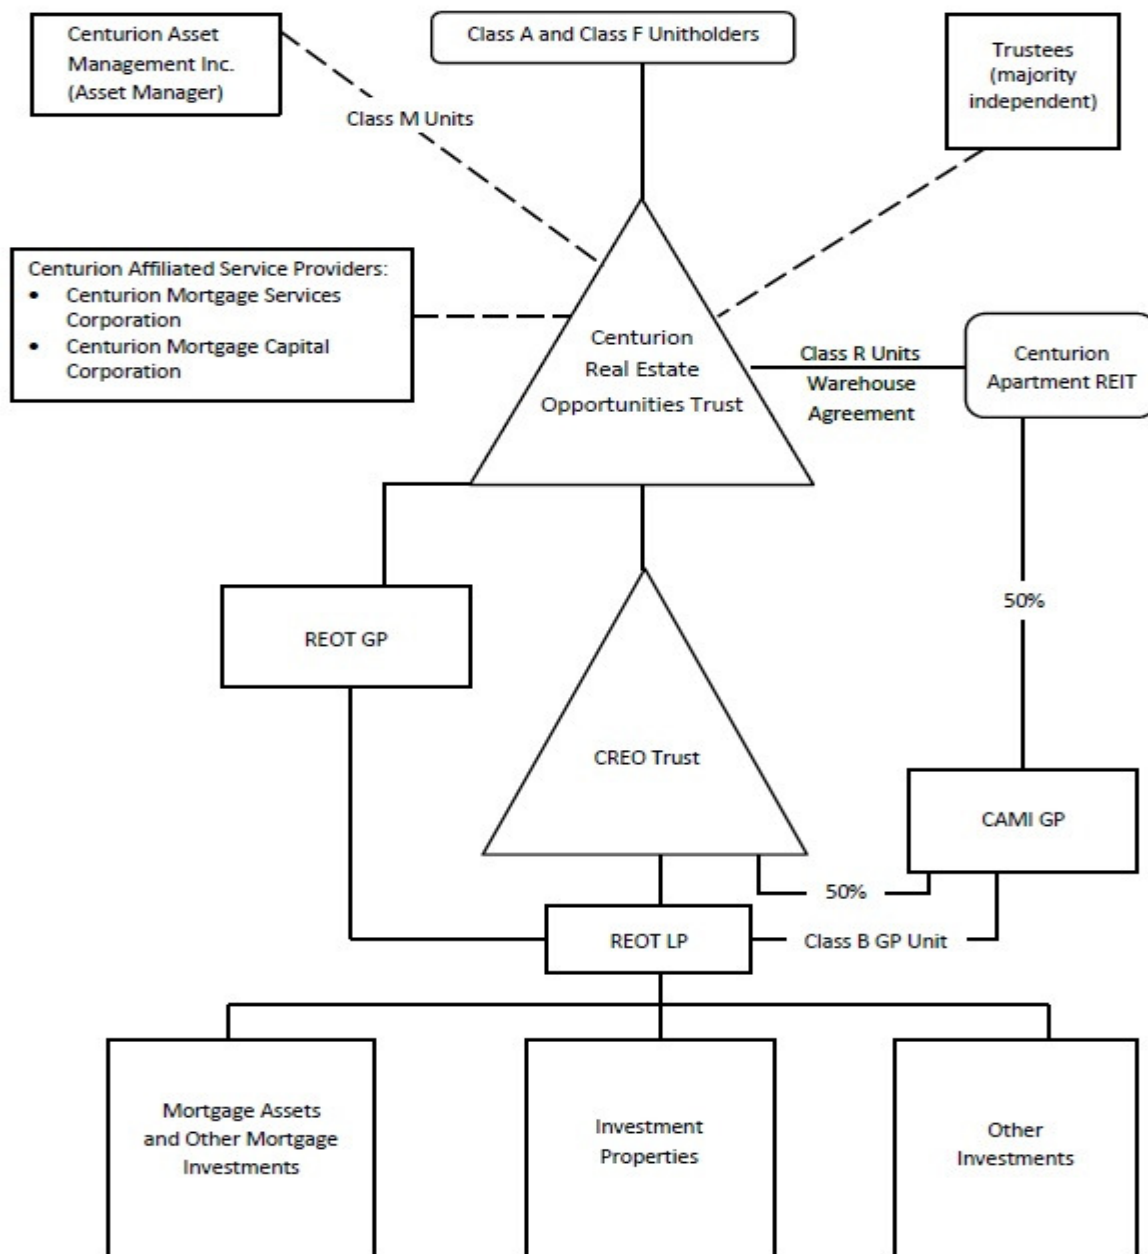 Centurion Asset
Management Inc.
(Asset Manager)
Class A and Class F Unitholders
Trustees
(majority
independent)
Class M Units
Centurion Affiliated Service Providers:
• Centurion Mortgage Services
Corporation
• Centurion Mortgage Capital
Corporation
Centurion
Real Estate
Opportunities Trust
Class R Units
Warehouse
Agreement
Centurion
Apartment REIT
REOT GP
50%
CREO Trust
CAMI GP
50%
REOT LP
Class B GP Unit
Mortgage Assets
and Other Mortgage
Investments
Investment
Properties
Other
Investments